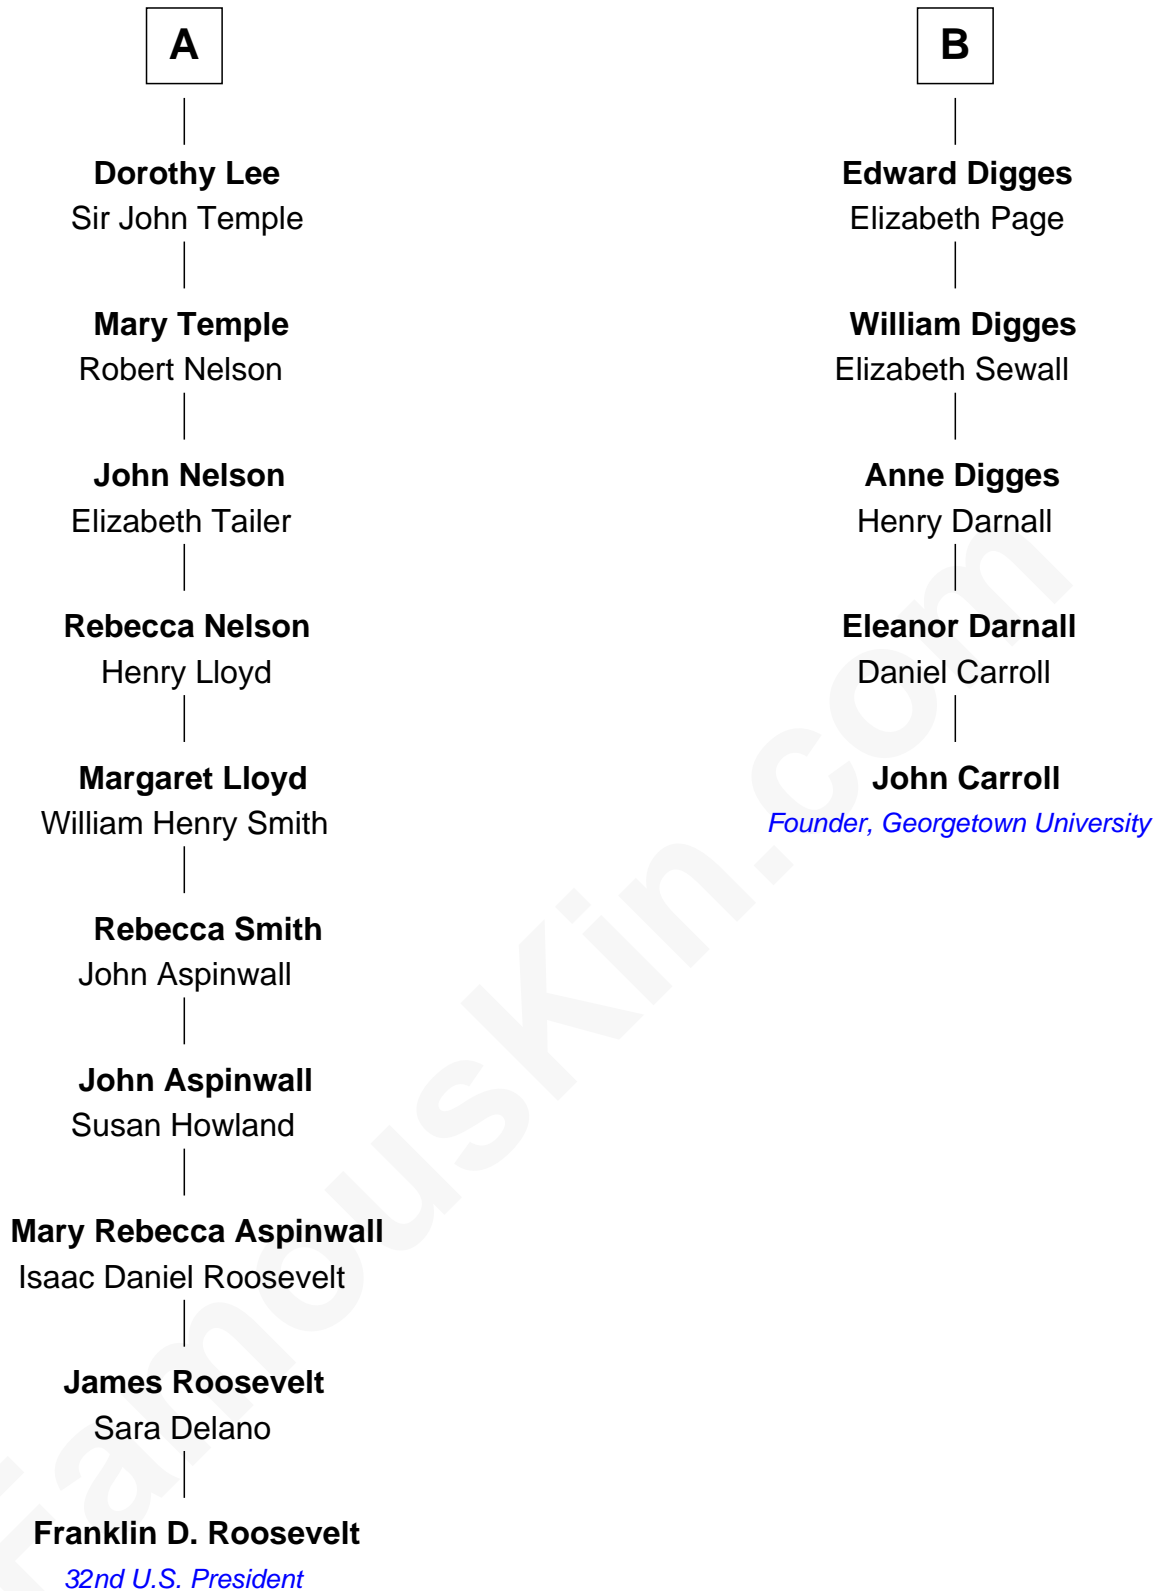 A
Dorothy Lee
Sir John Temple
Mary Temple
Robert Nelson
John Nelson
Elizabeth Tailer
Rebecca Nelson
Henry Lloyd
Margaret Lloyd
William Henry Smith
Rebecca Smith
John Aspinwall
John Aspinwall
Susan Howland
Mary Rebecca Aspinwall
Isaac Daniel Roosevelt
James Roosevelt
Sara Delano
Franklin D. Roosevelt
32nd U.S. President
B
Edward Digges
Elizabeth Page
William Digges
Elizabeth Sewall
Anne Digges
Henry Darnall
Eleanor Darnall
Daniel Carroll
John Carroll
Founder, Georgetown University
FamousKin.com